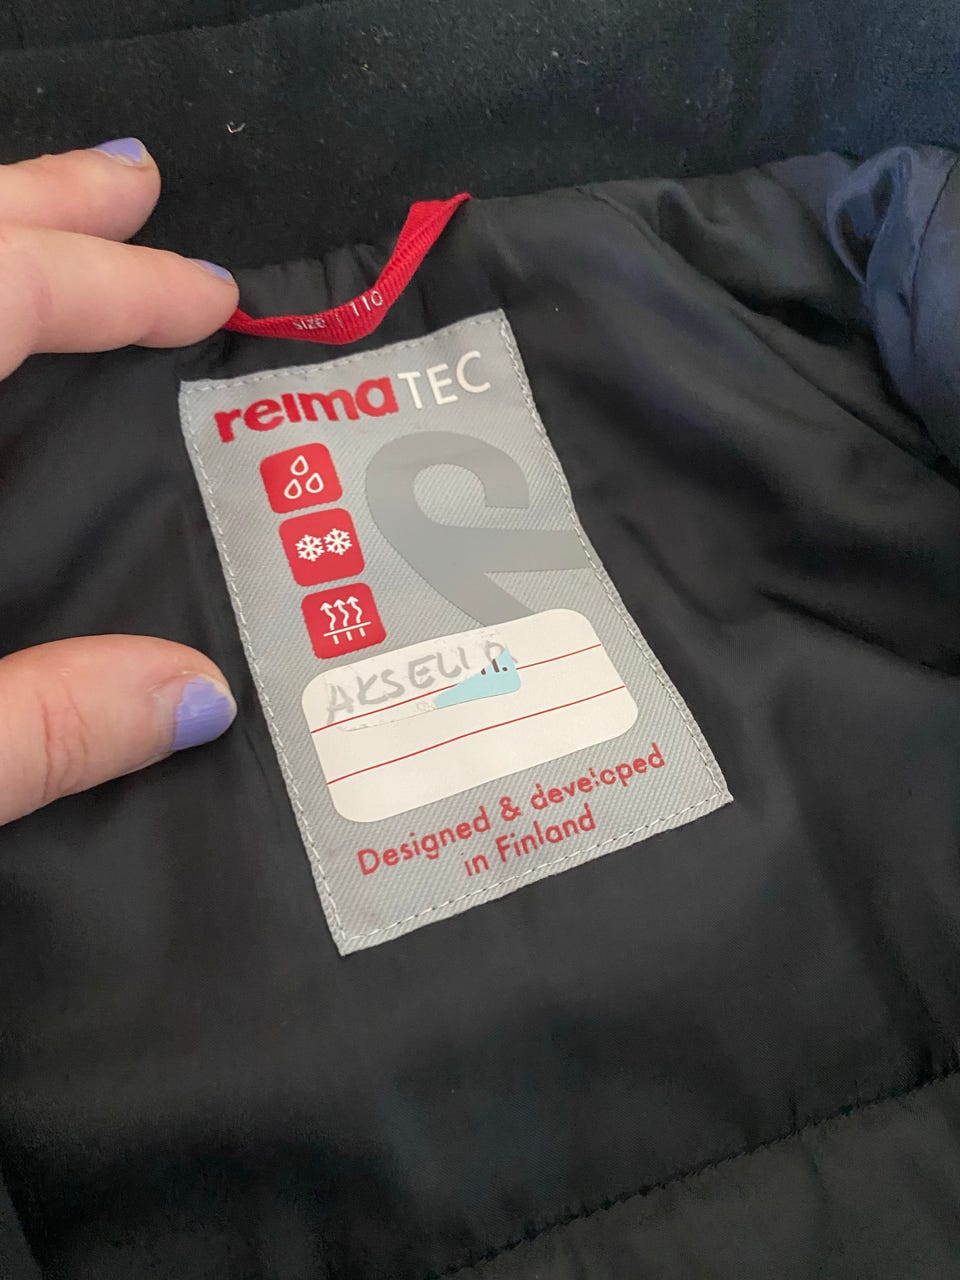 SIZE | 110
reimaTEC
AKSELI P
Designed & developed
in Finland